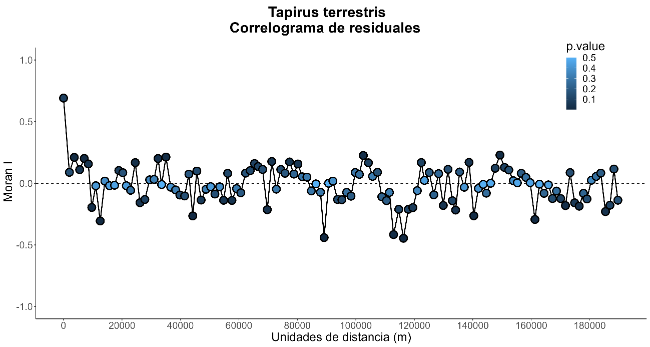 Tapirus terrestris
Correlograma de residuales
p.value
0.5
0.4
0.3
0.2
0.1
Moran I
1.0
0.5
0.0
-0.5
-1.0
0 20000 40000 60000 80000 100000 120000 140000 160000 180000
Unidades de distancia (m)